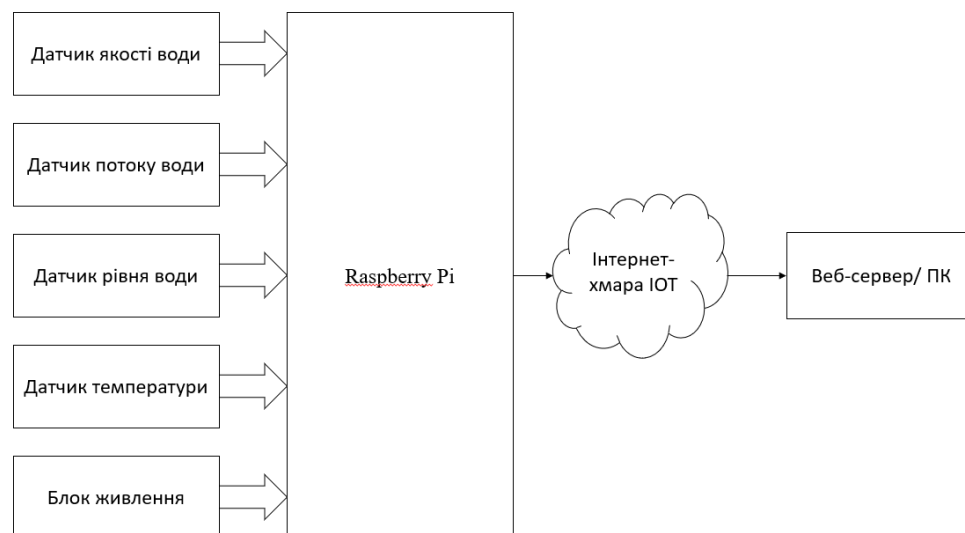 Датчик якості води
Датчик потоку води
Датчик рівня води
Датчик температури
Блок живлення
Raspberry Pi
Інтернет-
хмара ІОТ
Веб-сервер/ ПК